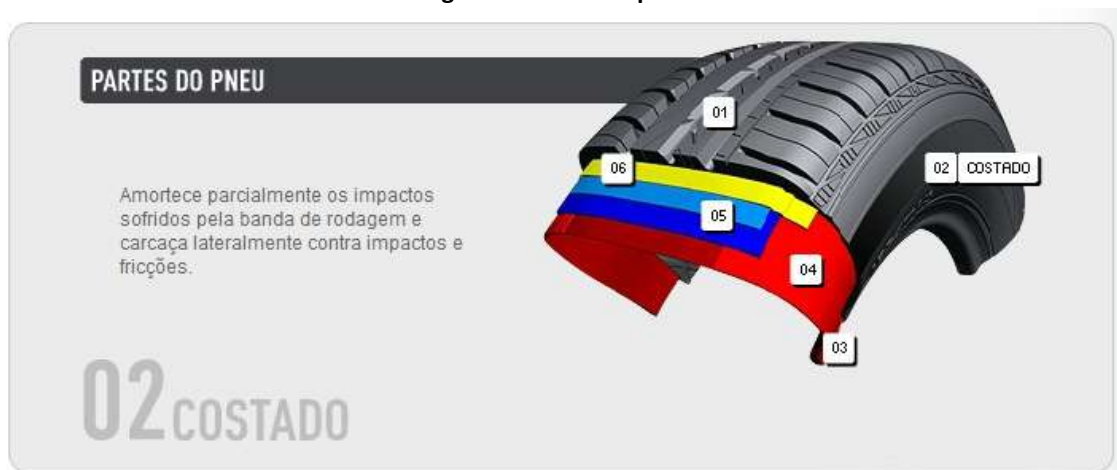 PARTES DO PNEU
Amortece parcialmente os impactos
sofridos pela banda de rodagem e
carcaça lateralmente contra impactos e
fricções.
01
06
02 COSTADO
05
04
03
02 COSTADO